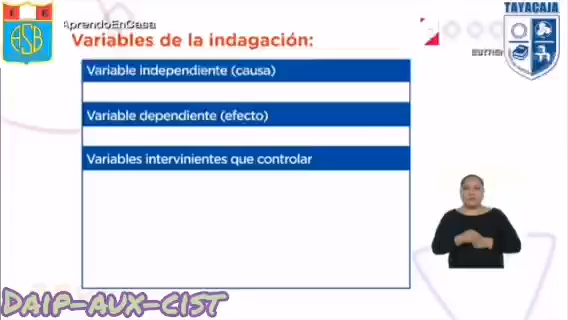 I E
ASB
AprendoEnCasa
TAYACAJA
Variables de la indagación:
Variable independiente (causa)
Variable dependiente (efecto)
Variables intervinientes que controlar
DAIP-AUX-CIST